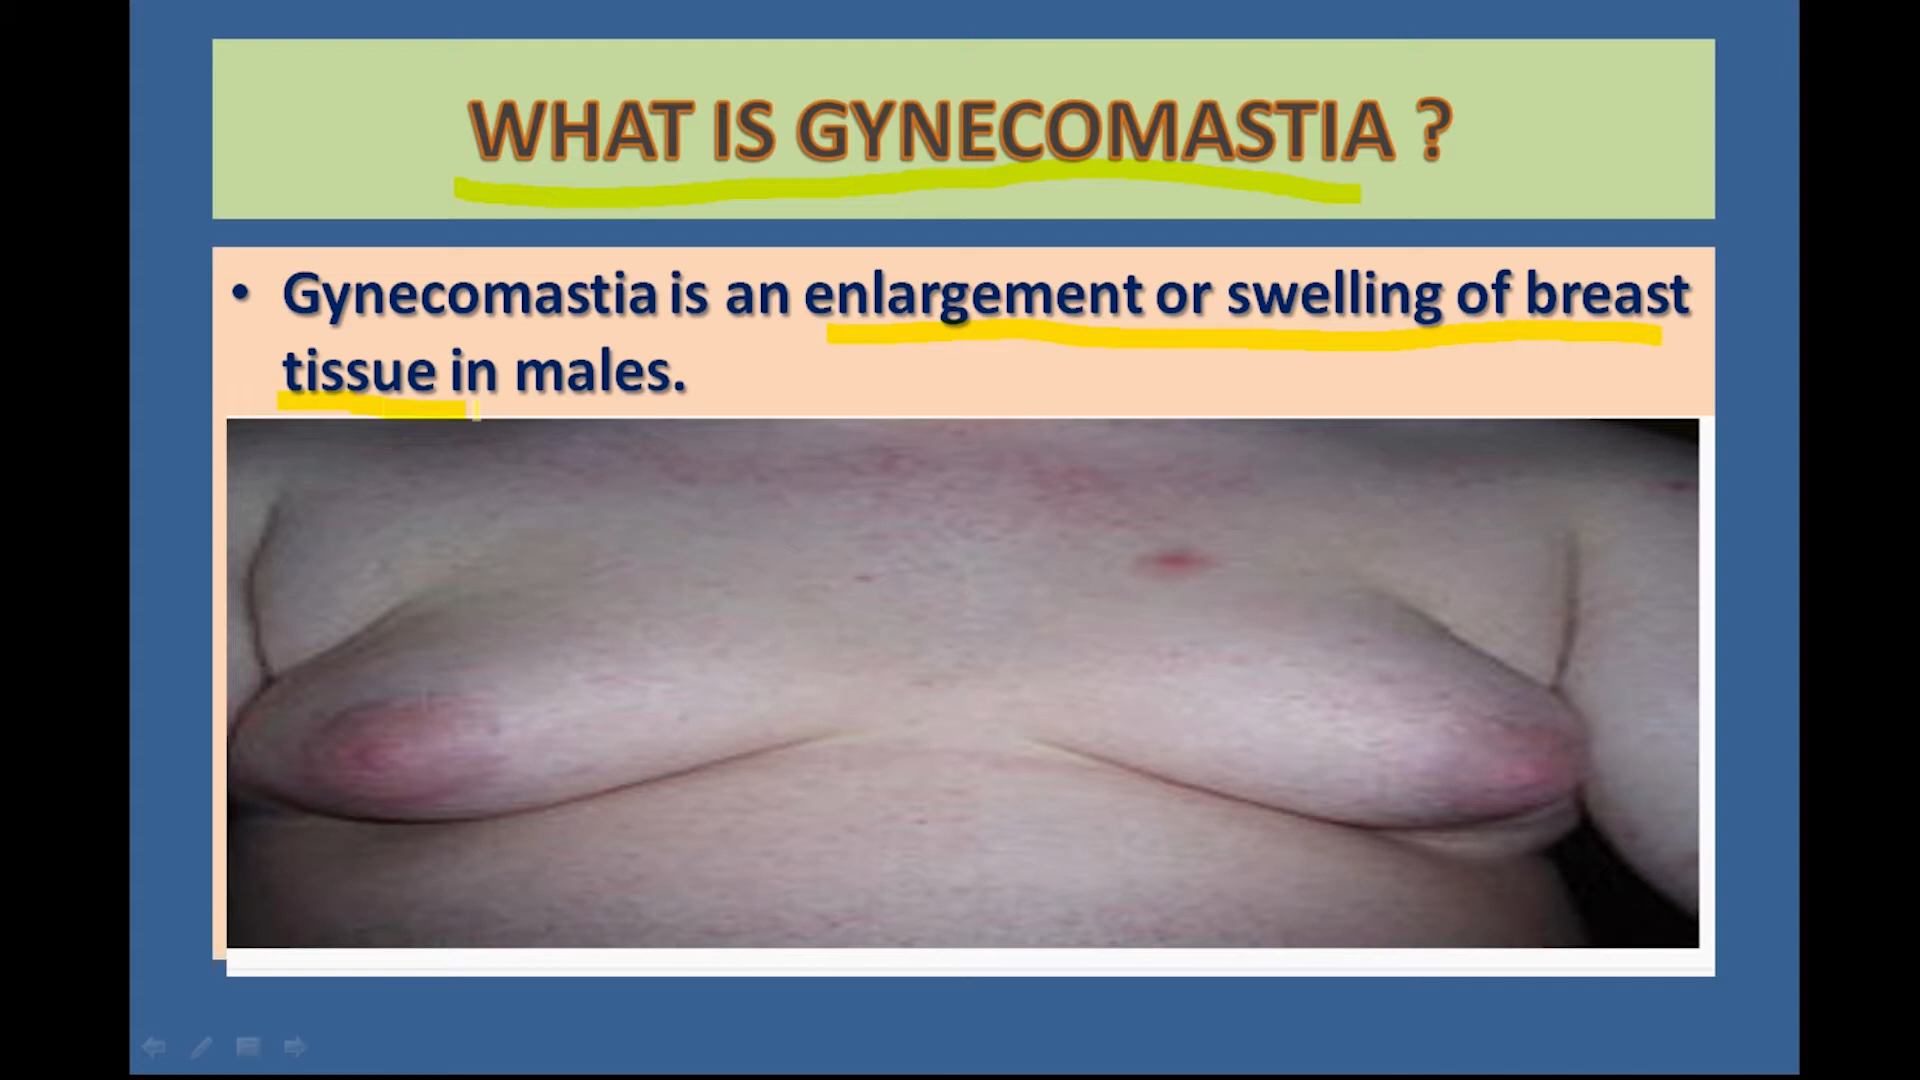 WHAT IS GYNECOMASTIA ?
• Gynecomastia is an enlargement or swelling of breast
tissue in males.